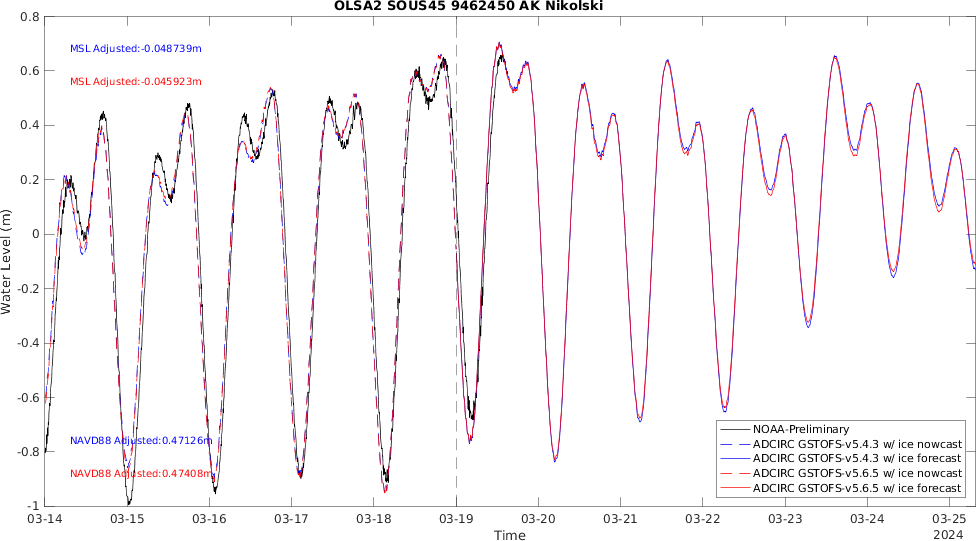 OLSA2 SOUS45 9462450 AK Nikolski
0.8
0.6
0.4
0.2
0
-0.2
-0.4
-0.6
-0.8
-1
Water Level (m)
MSL Adjusted:-0.048739m
MSL Adjusted:-0.045923m
NAVD88 Adjusted:0.47126m
NAVD88 Adjusted:0.47408m
NOAA-Preliminary
ADCIRC GSTOFS-v5.4.3 w/ ice nowcast
ADCIRC GSTOFS-v5.4.3 w/ ice forecast
ADCIRC GSTOFS-v5.6.5 w/ ice nowcast
ADCIRC GSTOFS-v5.6.5 w/ ice forecast
03-14 03-15 03-16 03-17 03-18 03-19 03-20 03-21 03-22 03-23 03-24 03-25
2024
Time